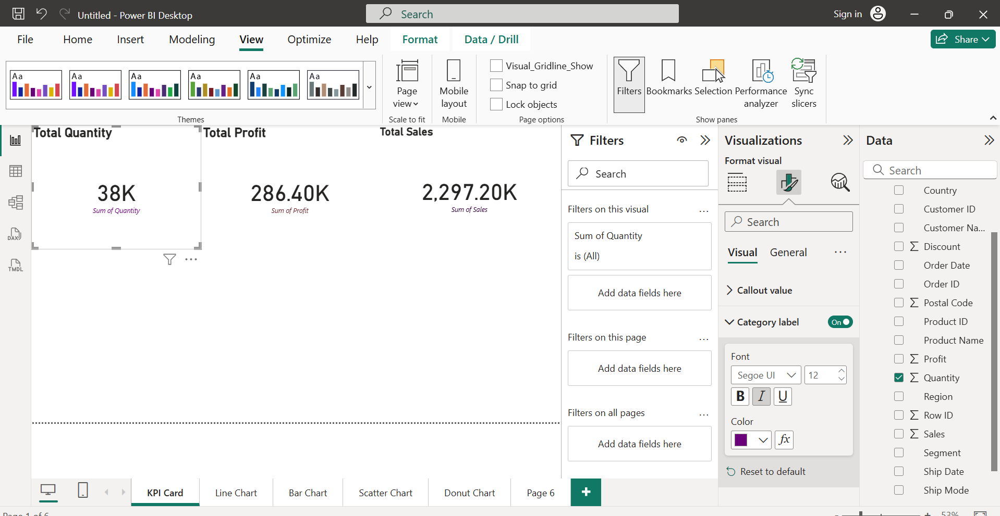 Untitled - Power BI Desktop
Search
Sign in
File Home Insert Modeling View Optimize Help Format Data / Drill
Share
Aa Aa Aa Aa Aa Aa
Themes
Page view
Scale to fit
Mobile layout
Mobile
Visual_Gridline_Show
Snap to grid
Lock objects
Page options
Filters
Bookmarks
Selection
Performance analyzer
Sync slicers
Show panes
DAX
TMDL
Total Quantity
38K
Sum of Quantity
Total Profit
286.40K
Sum of Profit
Total Sales
2,297.20K
Sum of Sales
Filters
Search
Filters on this visual ...
Sum of Quantity
is (All)
Add data fields here
Filters on this page ...
Add data fields here
Filters on all pages ...
Add data fields here
Visualizations
Format visual
Search
Visual General ...
Callout value
Category label On
Font
Segoe UI 12
B I U
Color
fx
Reset to default
Data
Search
Country
Customer ID
Customer Na...
∑ Discount
Order Date
Order ID
∑ Postal Code
Product ID
Product Name
∑ Profit
∑ Quantity
Region
∑ Row ID
∑ Sales
Segment
Ship Date
Ship Mode
KPI Card Line Chart Bar Chart Scatter Chart Donut Chart Page 6 +
Page 1 of 6
- + 53%